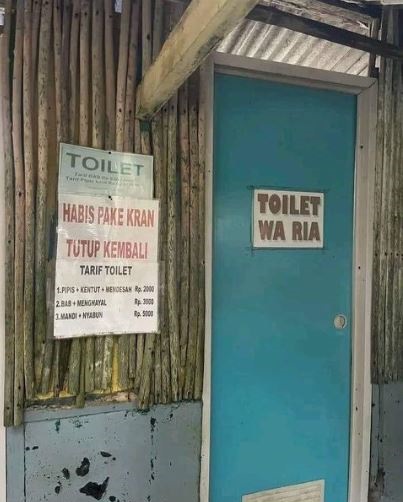 TOILET
HABIS PAKE KRAN
TUTUP KEMBALI
TARIF TOILET
1.PIPIS + KENTUT + MENDESAH Rp. 2000
2.BAB + MENGHAYAL Rp. 3000
3.MANDI + NYABUN Rp. 5000
TOILET
WA RIA